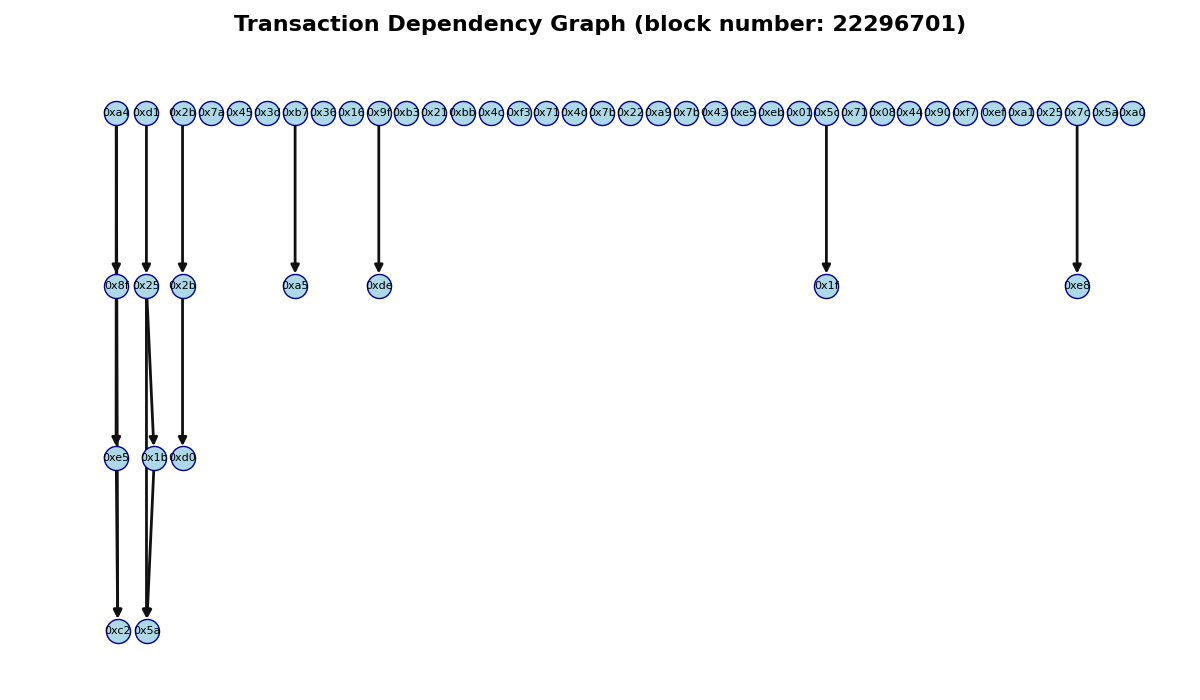 Transaction Dependency Graph (block number: 22296701)
0xa4 0xd1 0x2b 0x7a 0x45 0x3c 0xb7 0x36 0x16 0x9f 0xb3 0x21 0xbb 0x4c 0xf3 0x71 0x4d 0x7b 0x22 0xa9 0x7b 0x43 0xe5 0xeb 0x01 0x5c 0x71 0x08 0x44 0x90 0xf7 0xef 0xa1 0x25 0x7c 0x5a 0xa0
0x8f 0x25 0x2b 0xa5 0xde 0x1f 0xe8
0xe5 0x1b 0xd0
0xc2 0x5a